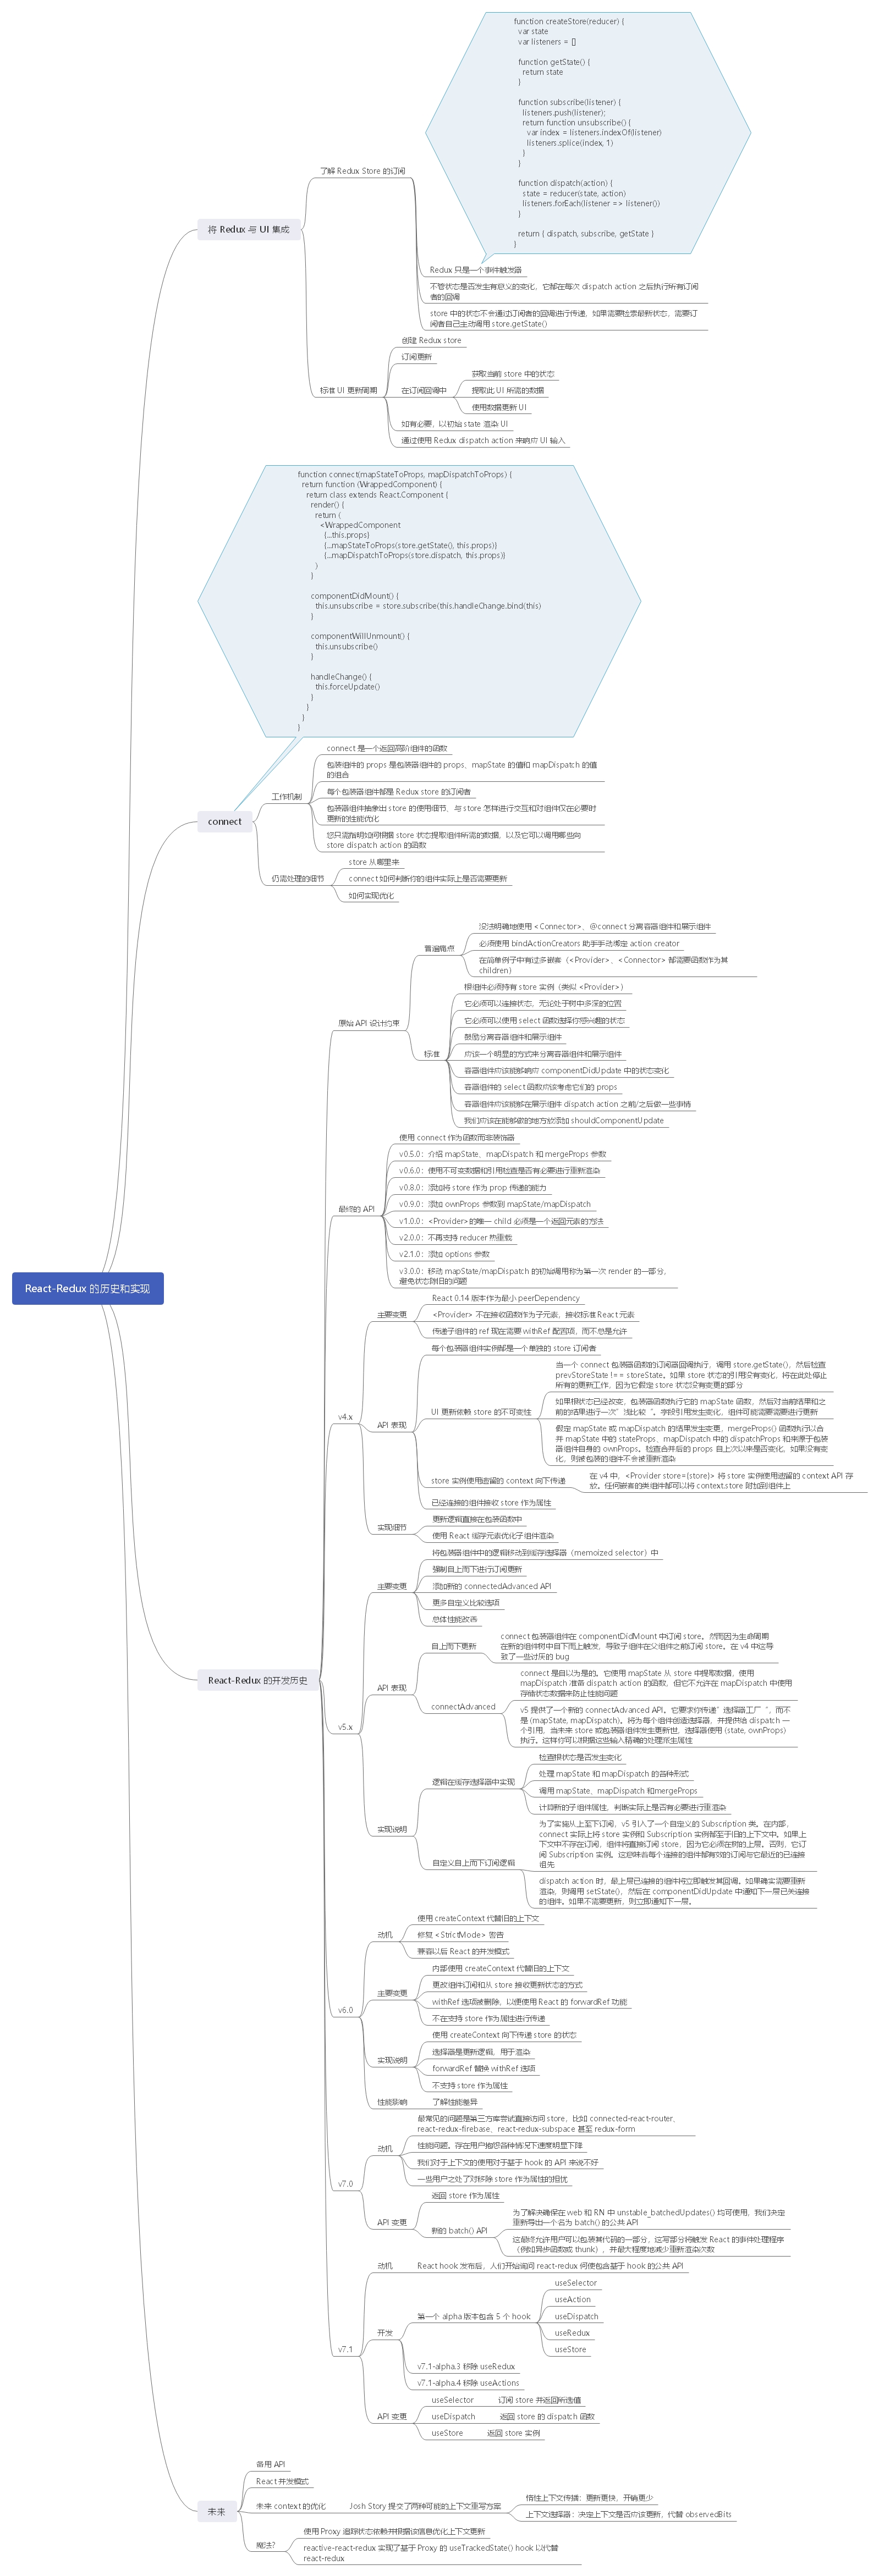 function createStore(reducer) {
var state
var listeners = []
function getState() {
return state
}
function subscribe(listener) {
listeners.push(listener);
return function unsubscribe() {
var index = listeners.indexOf(listener)
listeners.splice(index, 1)
}
}
function dispatch(action) {
state = reducer(state, action)
listeners.forEach(listener => listener())
}
return { dispatch, subscribe, getState }
}
将 Redux 与 UI 集成
了解 Redux Store 的订阅
Redux 只是一个事件触发器
不管状态是否发生有意义的变化，它都在每次 dispatch action 之后执行所有订阅
者的回调
store 中的状态不会通过订阅者的回调进行传递，如果需要检索最新状态，需要订
阅者自己主动调用 store.getState()
标准 UI 更新周期
创建 Redux store
订阅更新
在订阅回调中
获取当前 store 中的状态
提取此 UI 所需的数据
使用数据更新 UI
如有必要，以初始 state 渲染 UI
通过使用 Redux dispatch action 来响应 UI 输入
function connect(mapStateToProps, mapDispatchToProps) {
return function (WrappedComponent) {
return class extends React.Component {
render() {
return (
<WrappedComponent
{...this.props}
{...mapStateToProps(store.getState(), this.props)}
{...mapDispatchToProps(store.dispatch, this.props)}
)
}
componentDidMount() {
this.unsubscribe = store.subscribe(this.handleChange.bind(this)
}
componentWillUnmount() {
this.unsubscribe()
}
handleChange() {
this.forceUpdate()
}
}
}
}
connect
工作机制
connect 是一个返回高阶组件的函数
包装组件的 props 是包装器组件的 props、mapState 的值和 mapDispatch 的值
的组合
每个包装器组件都是 Redux store 的订阅者
包装器组件抽象出 store 的使用细节，与 store 怎样进行交互和对组件仅在必要时
更新的性能优化
您只需指明如何根据 store 状态提取组件所需的数据，以及它可以调用哪些向
store dispatch action 的函数
仍需处理的细节
store 从哪里来
connect 如何判断你的组件实际上是否需要更新
如何实现优化
React-Redux 的历史和实现
React-Redux 的开发历史
原始 API 设计约束
普遍痛点
没法明确地使用 <Connector>、@connect 分离容器组件和展示组件
必须使用 bindActionCreators 助手手动绑定 action creator
在简单例子中有过多嵌套（<Provider>、<Connector> 都需要函数作为其
children）
标准
根组件必须持有 store 实例（类似 <Provider>）
它必须可以连接状态，无论处于树中多深的位置
它必须可以使用 select 函数选择你感兴趣的状态
鼓励分离容器组件和展示组件
应该一个明显的方式来分离容器组件和展示组件
容器组件应该能够响应 componentDidUpdate 中的状态变化
容器组件的 select 函数应该考虑它们的 props
容器组件应该能够在展示组件 dispatch action 之前/之后做一些事情
我们应该在能够做的地方放添加 shouldComponentUpdate
最终的 API
使用 connect 作为函数而非装饰器
v0.5.0：介绍 mapState、mapDispatch 和 mergeProps 参数
v0.6.0：使用不可变数据和引用检查是否有必要进行重新渲染
v0.8.0：添加将 store 作为 prop 传递的能力
v0.9.0：添加 ownProps 参数到 mapState/mapDispatch
v1.0.0：<Provider>的唯一 child 必须是一个返回元素的方法
v2.0.0：不再支持 reducer 热重载
v2.1.0：添加 options 参数
v3.0.0：移动 mapState/mapDispatch 的初始调用称为第一次 render 的一部分，
避免状态陈旧的问题
v4.x
主要变更
React 0.14 版本作为最小 peerDependency
<Provider> 不在接收函数作为子元素，接收标准 React 元素
传递子组件的 ref 现在需要 withRef 配置项，而不总是允许
API 表现
每个包装器组件实例都是一个单独的 store 订阅者
UI 更新依赖 store 的不可变性
当一个 connect 包装器函数的订阅器回调执行，调用 store.getState()，然后检查
prevStoreState !== storeState。如果 store 状态的引用没有变化，将在此处停止
所有的更新工作，因为它假定 store 状态没有变更的部分
如果根状态已经改变，包装器函数执行它的 mapState 函数，然后对当前结果和之
前的结果进行一次”浅比较“。字段引用发生变化，组件可能需要需要进行更新
假定 mapState 或 mapDispatch 的结果发生变更，mergeProps() 函数执行以合
并 mapState 中的 stateProps、mapDispatch 中的 dispatchProps 和来源于包装
器组件自身的 ownProps。检查合并后的 props 自上次以来是否变化，如果没有变
化，则被包装的组件不会被重新渲染
store 实例使用遗留的 context 向下传递
在 v4 中，<Provider store={store}> 将 store 实例使用遗留的 context API 存
放。任何嵌套的类组件都可以将 context.store 附加到组件上
已经连接的组件接收 store 作为属性
实现细节
更新逻辑直接在包装函数中
使用 React 缓存元素优化子组件渲染
v5.x
主要变更
将包装器组件中的逻辑移动到缓存选择器（memoized selector）中
强制自上而下进行订阅更新
添加新的 connectedAdvanced API
更多自定义比较选项
总体性能改善
API 表现
自上而下更新
connect 包装器组件在 componentDidMount 中订阅 store。然而因为生命周期
在新的组件树中自下而上触发，导致子组件在父组件之前订阅 store。在 v4 中这导
致了一些讨厌的 bug
connectAdvanced
connect 是自以为是的。它使用 mapState 从 store 中提取数据，使用
mapDispatch 准备 dispatch action 的函数，但它不允许在 mapDispatch 中使用
存储状态数据来防止性能问题
v5 提供了一个新的 connectAdvanced API。它要求你传递”选择器工厂“，而不
是 (mapState, mapDispatch)。将为每个组件创造选择器，并提供给 dispatch 一
个引用，当未来 store 或包装器组件发生更新世，选择器使用 (state, ownProps)
执行。这样你可以根据这些输入精确的处理派生属性
实现说明
逻辑在缓存选择器中实现
检查根状态是否发生变化
处理 mapState 和 mapDispatch 的各种形式
调用 mapState、mapDispatch 和mergeProps
计算新的子组件属性，判断实际上是否有必要进行重渲染
自定义自上而下订阅逻辑
为了实施从上至下订阅，v5 引入了一个自定义的 Subscription 类。在内部，
connect 实际上将 store 实例和 Subscription 实例都至于旧的上下文中。如果上
下文中不存在订阅，组件将直接订阅 store，因为它必须在树的上层。否则，它订
阅 Subscription 实例。这意味着每个连接的组件都有效的订阅与它最近的已连接
祖先
dispatch action 时，最上层已连接的组件将立即触发其回调。如果确实需要重新
渲染，则调用 setState()，然后在 componentDidUpdate 中通知下一层已关连接
的组件。如果不需要更新，则立即通知下一层。
v6.0
动机
使用 createContext 代替旧的上下文
修复 <StrictMode> 警告
兼容以后 React 的开发模式
主要变更
内部使用 createContext 代替旧的上下文
更改组件订阅和从 store 接收更新状态的方式
withRef 选项被删除，以便使用 React 的 forwardRef 功能
不在支持 store 作为属性进行传递
实现说明
使用 createContext 向下传递 store 的状态
选择器是更新逻辑，用于渲染
forwardRef 替换 withRef 选项
不支持 store 作为属性
性能影响
了解性能差异
v7.0
动机
最常见的问题是第三方库尝试直接访问 store，比如 connected-react-router、
react-redux-firebase、react-redux-subspace 甚至 redux-form
性能问题。存在用户抱怨各种情况下速度明显下降
我们对于上下文的使用对于基于 hook 的 API 来说不好
一些用户之处了对移除 store 作为属性的担忧
API 变更
返回 store 作为属性
新的 batch() API
为了解决确保在 web 和 RN 中 unstable_batchedUpdates() 均可使用，我们决定
重新导出一个名为 batch() 的公共 API
这最终允许用户可以包装其代码的一部分，这写部分将触发 React 的事件处理程序
（例如异步函数或 thunk），并最大程度地减少重新渲染次数
v7.1
动机
React hook 发布后，人们开始询问 react-redux 何使包含基于 hook 的公共 API
开发
第一个 alpha 版本包含 5 个 hook
useSelector
useAction
useDispatch
useRedux
useStore
v7.1-alpha.3 移除 useRedux
v7.1-alpha.4 移除 useActions
API 变更
useSelector
订阅 store 并返回所选值
useDispatch
返回 store 的 dispatch 函数
useStore
返回 store 实例
未来
备用 API
React 并发模式
未来 context 的优化
Josh Story 提交了两种可能的上下文重写方案
惰性上下文传播：更新更快，开销更少
上下文选择器：决定上下文是否应该更新，代替 observedBits
魔法？
使用 Proxy 追踪状态依赖并根据该信息优化上下文更新
reactive-react-redux 实现了基于 Proxy 的 useTrackedState() hook 以代替
react-redux